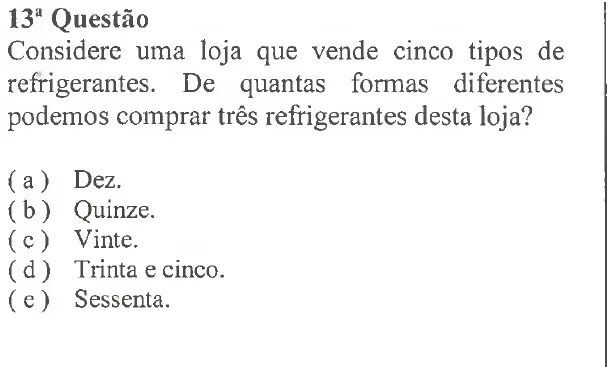 13ª Questão
Considere uma loja que vende cinco tipos de
refrigerantes. De quantas formas diferentes
podemos comprar três refrigerantes desta loja?
( a ) Dez.
( b ) Quinze.
( c ) Vinte.
( d ) Trinta e cinco.
( e ) Sessenta.